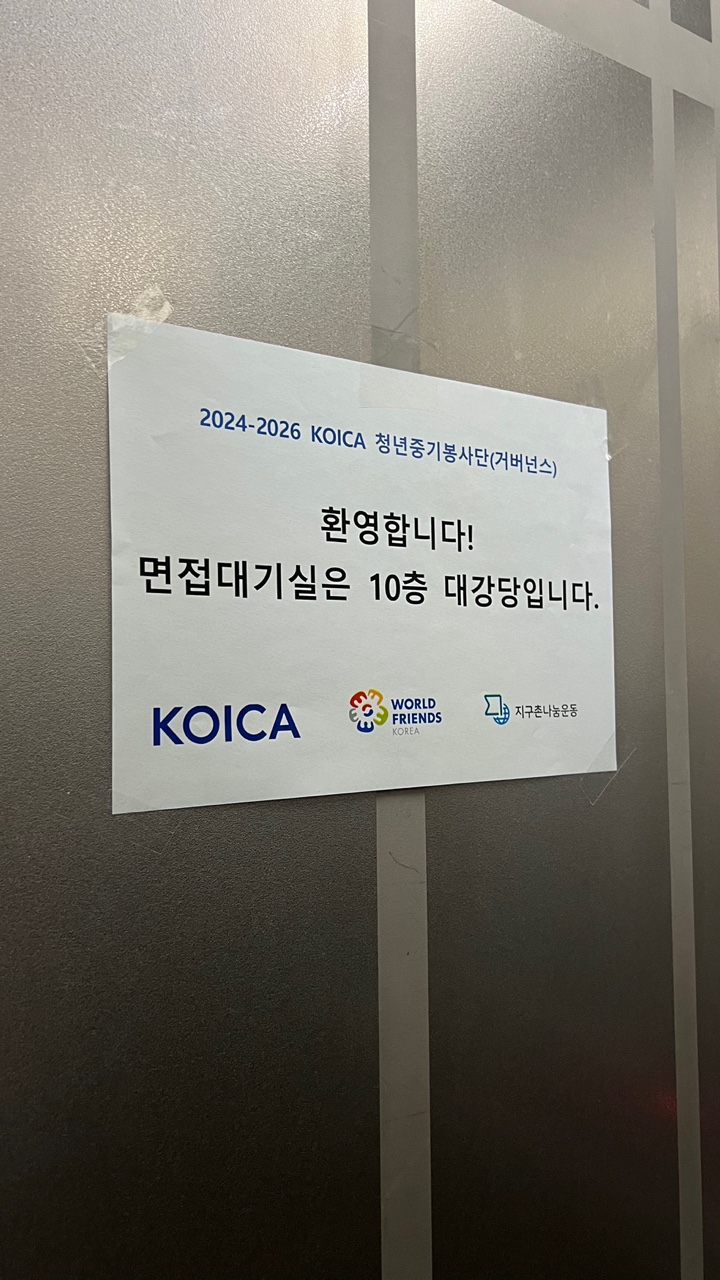 2024-2026 KOICA 청년중기봉사단(거버넌스)
환영합니다!
면접대기실은 10층 대강당입니다.
KOICA
WORLD
FRIENDS
KOREA
지구촌나눔운동